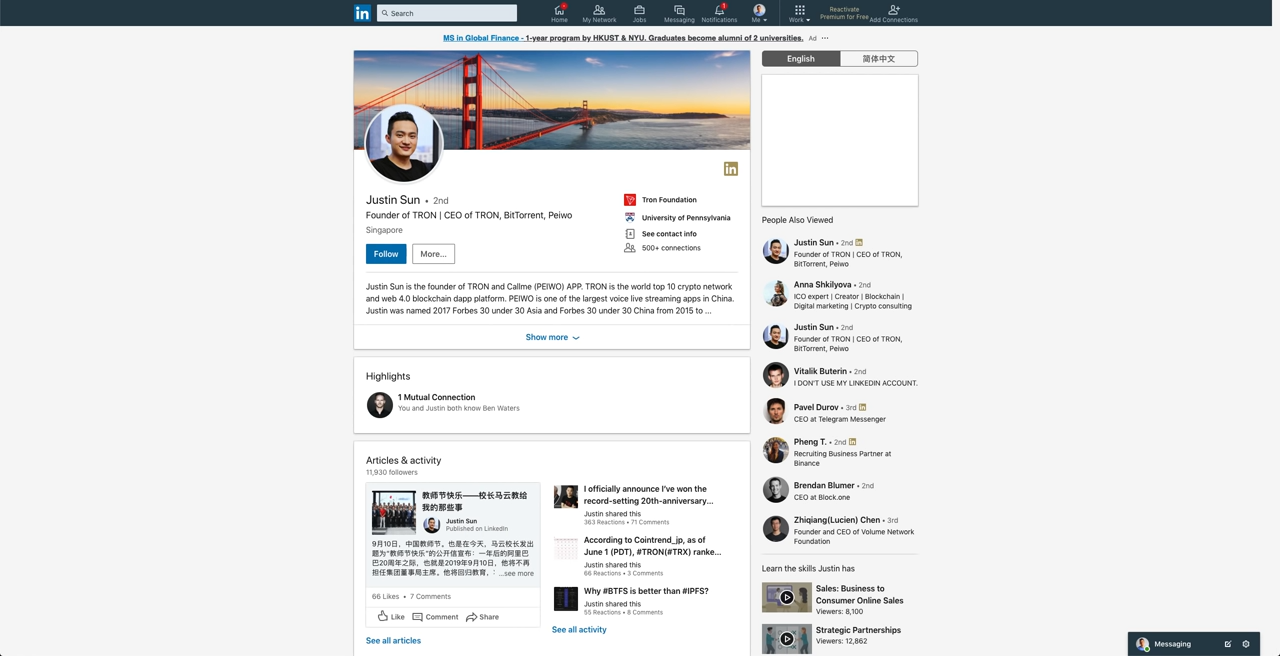 in
Search
Home
My Network
Jobs
Messaging
Notifications
Me
Work
Reactivate
Premium for Free
Add Connections
MS in Global Finance - 1-year program by HKUST & NYU. Graduates become alumni of 2 universities. Ad ...
English
简体中文
in
Justin Sun • 2nd
Founder of TRON | CEO of TRON, BitTorrent, Peiwo
Singapore
Follow
More...
Tron Foundation
University of Pennsylvania
See contact info
500+ connections
Justin Sun is the founder of TRON and Callme (PEIWO) APP. TRON is the world top 10 crypto network
and web 4.0 blockchain dapp platform. PEIWO is one of the largest voice live streaming apps in China.
Justin was named 2017 Forbes 30 under 30 Asia and Forbes 30 under 30 China from 2015 to ...
Show more
Highlights
1 Mutual Connection
You and Justin both know Ben Waters
Articles & activity
11,930 followers
教师节快乐——校长马云教给
我的那些事
Justin Sun
Published on LinkedIn
9月10日，中国教师节，也是在今天，马云校长发出
题为“教师节快乐”的公开信宣布：一年后的阿里巴
巴20周年之际，也就是2019年9月10日，他将不再
担任集团董事局主席，他将回归教育，： ...see more
66 Likes • 7 Comments
Like
Comment
Share
See all articles
I officially announce I've won the
record-setting 20th-anniversary...
Justin shared this
363 Reactions • 71 Comments
According to Cointrend_jp, as of
June 1 (PDT), #TRON(#TRX) ranke...
Justin shared this
66 Reactions • 3 Comments
Why #BTFS is better than #IPFS?
Justin shared this
55 Reactions • 8 Comments
See all activity
People Also Viewed
Justin Sun • 2nd in
Founder of TRON | CEO of TRON,
BitTorrent, Peiwo
Anna Shkilyova • 2nd
ICO expert | Creator | Blockchain |
Digital marketing | Crypto consulting
Justin Sun • 2nd
Founder of TRON | CEO of TRON,
BitTorrent, Peiwo
Vitalik Buterin • 2nd
I DON'T USE MY LINKEDIN ACCOUNT.
Pavel Durov • 3rd in
CEO at Telegram Messenger
Pheng T. • 2nd in
Recruiting Business Partner at
Binance
Brendan Blumer • 2nd
CEO at Block.one
Zhiqiang(Lucien) Chen • 3rd
Founder and CEO of Volume Network
Foundation
Learn the skills Justin has
Sales: Business to
Consumer Online Sales
Viewers: 8,100
Strategic Partnerships
Viewers: 12,862
Messaging